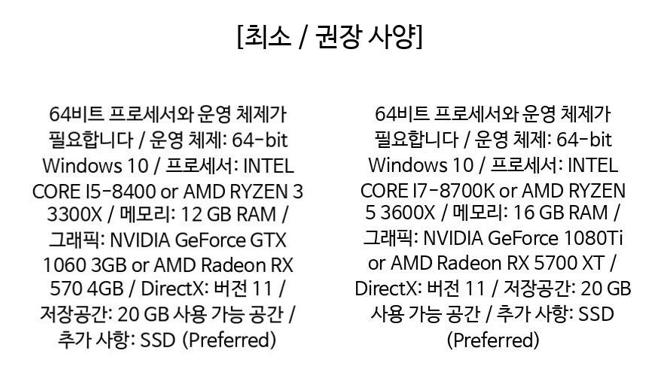 [최소 / 권장 사양]
64비트 프로세서와 운영 체제가
필요합니다 / 운영 체제: 64-bit
Windows 10 / 프로세서: INTEL
CORE I5-8400 or AMD RYZEN 3
3300X / 메모리: 12 GB RAM /
그래픽: NVIDIA GeForce GTX
1060 3GB or AMD Radeon RX
570 4GB / DirectX: 버전 11 /
저장공간: 20 GB 사용 가능 공간 /
추가 사항: SSD (Preferred)
64비트 프로세서와 운영 체제가
필요합니다 / 운영 체제: 64-bit
Windows 10 / 프로세서: INTEL
CORE I7-8700K or AMD RYZEN
5 3600X / 메모리: 16 GB RAM /
그래픽: NVIDIA GeForce 1080Ti
or AMD Radeon RX 5700 XT /
DirectX: 버전 11 / 저장공간: 20 GB
사용 가능 공간 / 추가 사항: SSD
(Preferred)